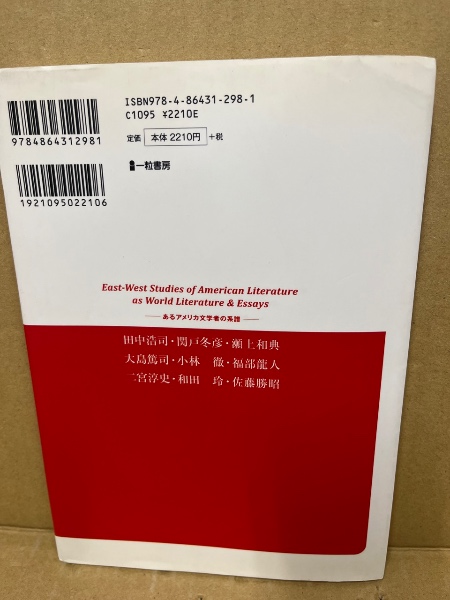 ISBN978-4-86431-298-1
C1095 ¥2210E
定価 本体 2210円 +税
一粒書房
9784864312981
1921095022106
East-West Studies of American Literature
as World Literature & Essays
あるアメリカ文学者の系譜
田中浩司・関戸冬彦・瀬上和典
大島篤司・小林 徹・福部龍人
二宮淳史・和田 玲・佐藤勝昭